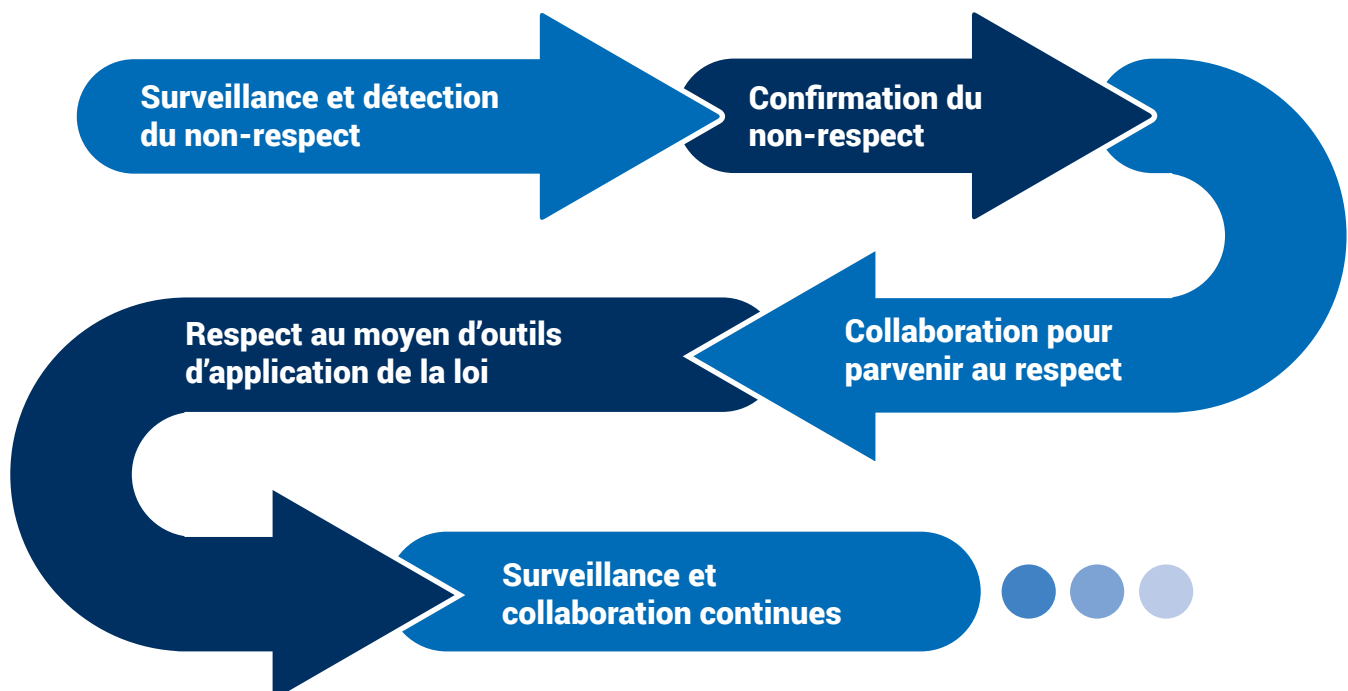 Surveillance et détection
du non-respect
Confirmation du
non-respect
Collaboration pour
parvenir au respect
Respect au moyen d’outils
d’application de la loi
Surveillance et
collaboration continues